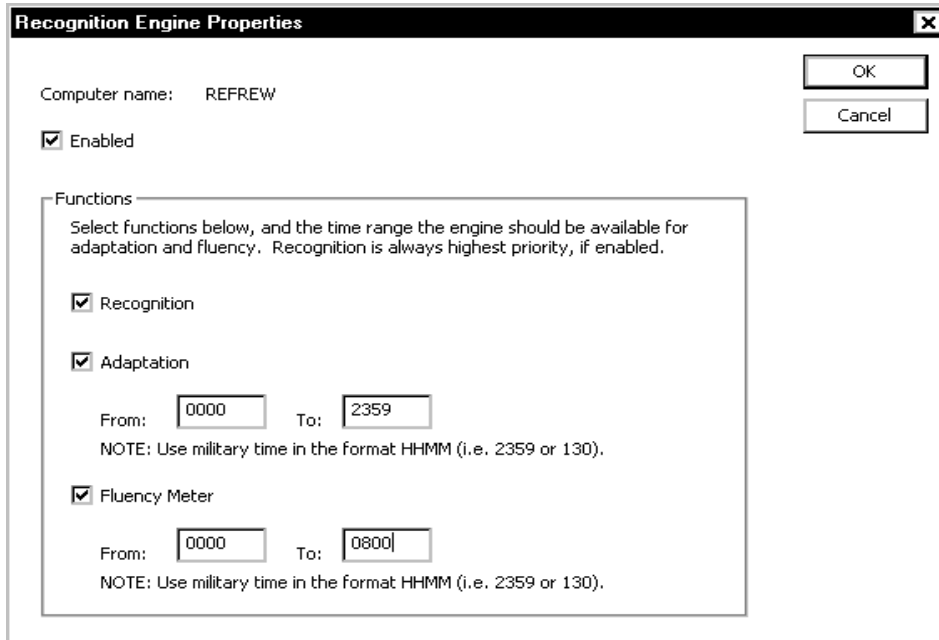 Recognition Engine Properties
OK
Computer name: REFREW
Cancel
Enabled
Functions
Select functions below, and the time range the engine should be available for
adaptation and fluency. Recognition is always highest priority, if enabled.
Recognition
Adaptation
From: 0000 To: 2359
NOTE: Use military time in the format HHMM (i.e. 2359 or 130).
Fluency Meter
From: 0000 To: 0800
NOTE: Use military time in the format HHMM (i.e. 2359 or 130).